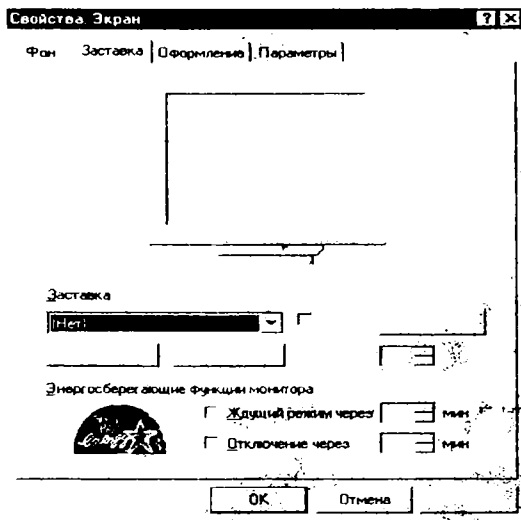 Свойства. Экран
Фон Заставка Оформление Параметры
Заставка
(Нет)
Энергосберегающие функции монитора
Ждущий режим через мин
Отключение через мин
OK Отмена